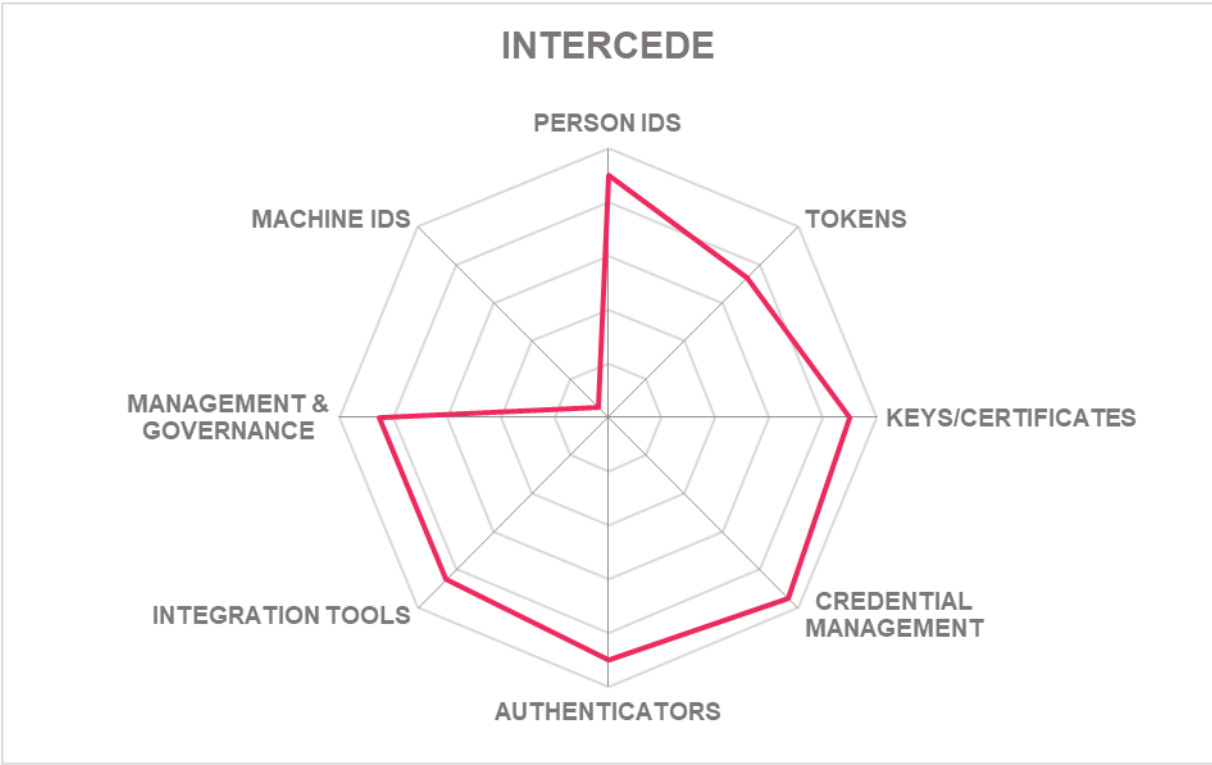 INTERCEDE
PERSON IDS
TOKENS
KEYS/CERTIFICATES
CREDENTIAL
MANAGEMENT
AUTHENTICATORS
INTEGRATION TOOLS
MANAGEMENT &
GOVERNANCE
MACHINE IDS